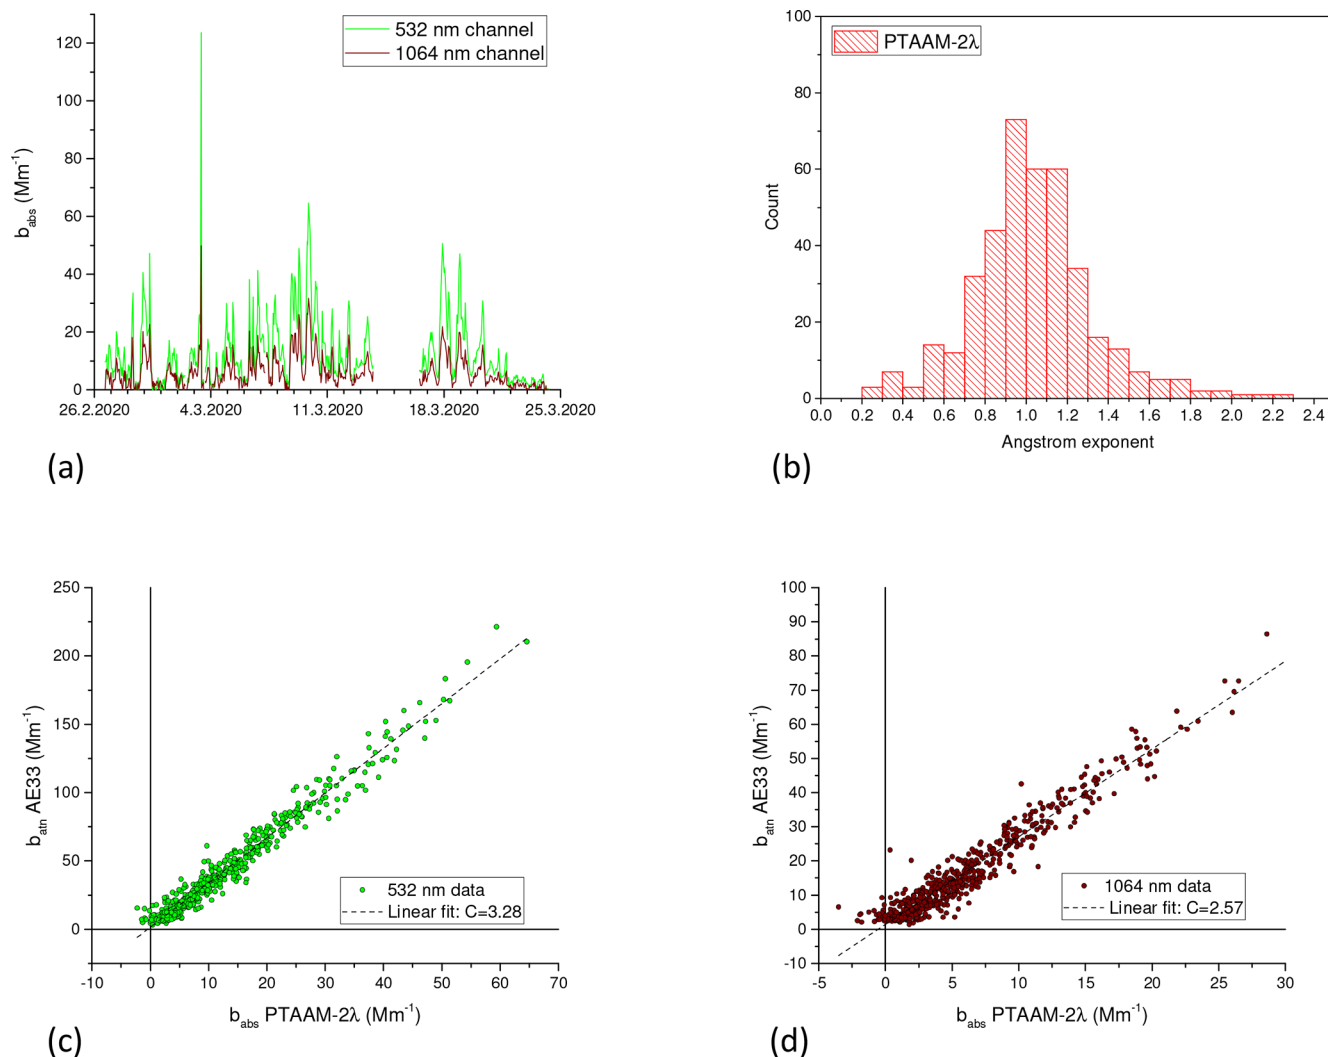 532 nm channel
1064 nm channel
120
100
80
60
40
20
0
b_abs (Mm⁻¹)
26.2.2020 4.3.2020 11.3.2020 18.3.2020 25.3.2020
(a)
PTAAM-2λ
100
80
60
40
20
0
Count
0.0 0.2 0.4 0.6 0.8 1.0 1.2 1.4 1.6 1.8 2.0 2.2 2.4
Angstrom exponent
(b)
250
200
150
100
50
0
b_atn AE33 (Mm⁻¹)
532 nm data
Linear fit: C=3.28
-10 0 10 20 30 40 50 60 70
b_abs PTAAM-2λ (Mm⁻¹)
(c)
100
90
80
70
60
50
40
30
20
10
0
-10
b_atn AE33 (Mm⁻¹)
1064 nm data
Linear fit: C=2.57
-5 0 5 10 15 20 25 30
b_abs PTAAM-2λ (Mm⁻¹)
(d)